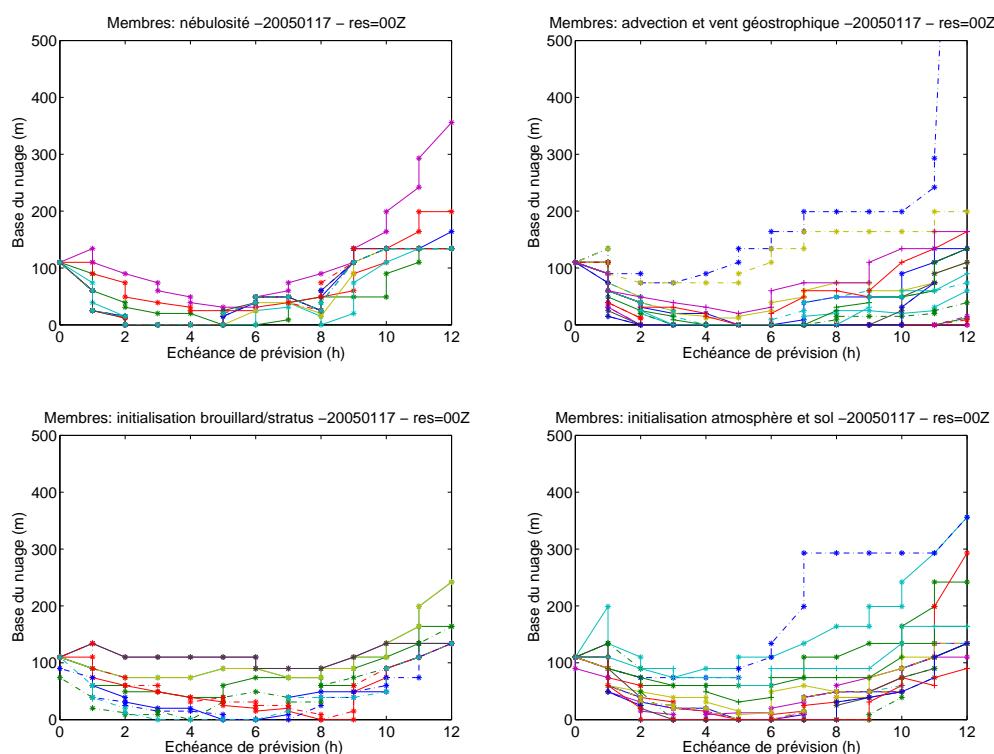 Membres: nébulosité −20050117 − res=00Z
500
400
300
200
100
0
Base du nuage (m)
0 2 4 6 8 10 12
Echéance de prévision (h)
Membres: advection et vent géostrophique −20050117 − res=00Z
500
400
300
200
100
0
Base du nuage (m)
0 2 4 6 8 10 12
Echéance de prévision (h)
Membres: initialisation brouillard/stratus −20050117 − res=00Z
500
400
300
200
100
0
Base du nuage (m)
0 2 4 6 8 10 12
Echéance de prévision (h)
Membres: initialisation atmosphère et sol −20050117 − res=00Z
500
400
300
200
100
0
Base du nuage (m)
0 2 4 6 8 10 12
Echéance de prévision (h)